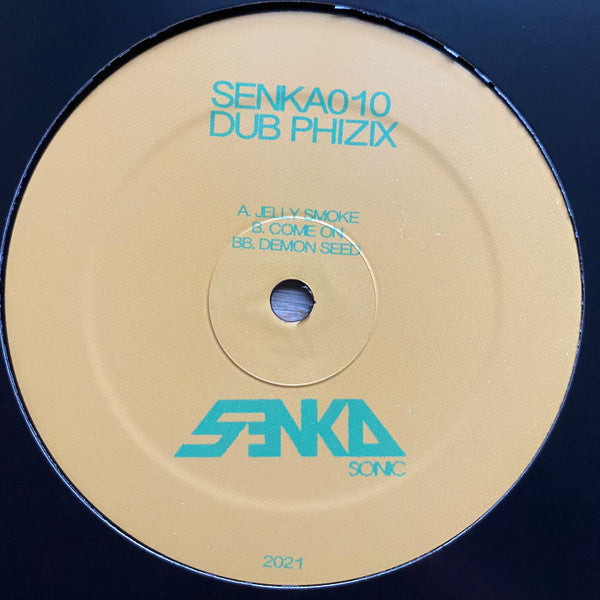 SENKA010
DUB PHIZIX
A. JELLY SMOKE
B. COME ON
BB. DEMON SEED
SENKA
SONIC
2021